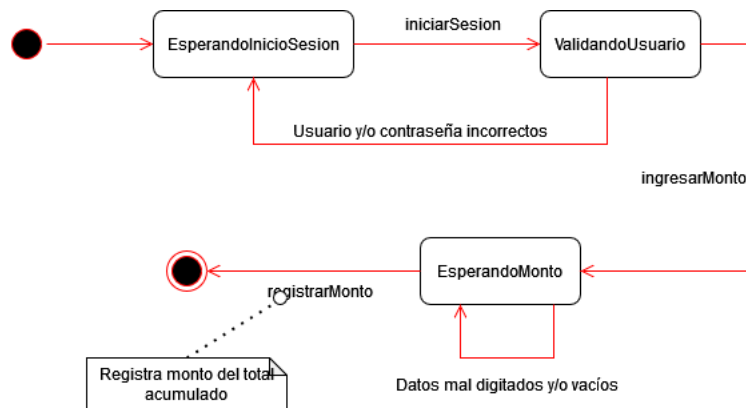 EsperandoInicioSesion
iniciarSesion
ValidandoUsuario
Usuario y/o contraseña incorrectos
ingresarMonto
EsperandoMonto
registrarMonto
Registra monto del total
acumulado
Datos mal digitados y/o vacíos